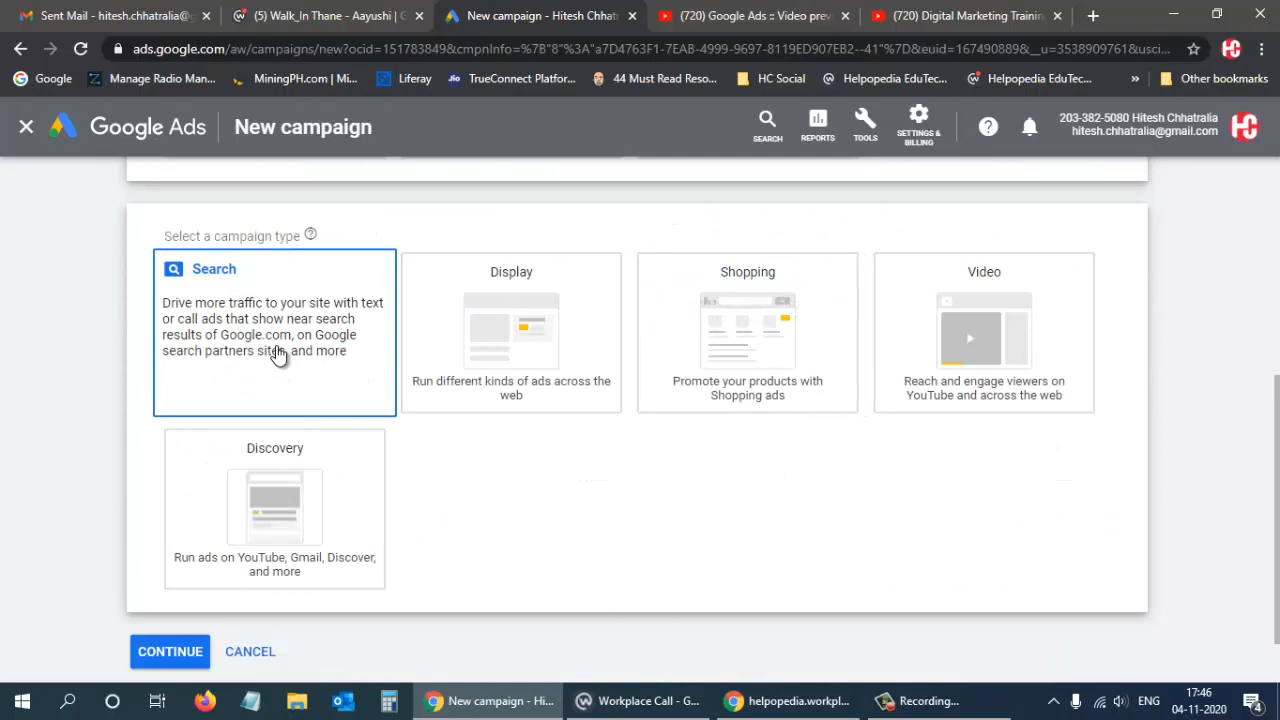 Sent Mail - hitesh.chhatralia@
(5) Walk_In Thane - Aayushi | G
New campaign - Hitesh Chhatr
(720) Google Ads :: Video prev
(720) Digital Marketing Training
ads.google.com/aw/campaigns/new?ocid=151783849&cmpnInfo=%7B"8"%3A"a7D4763F1-7EAB-4999-9697-8119ED907EB2--41"%7D&euid=167490889&__u=3538909761&usci...
Google
Manage Radio Man...
MiningPH.com | Mi...
Liferay
Jio TrueConnect Platfor...
44 Must Read Reso...
HC Social
Helpopedia EduTec...
Helpopedia EduTec...
»
Other bookmarks
Google Ads
New campaign
SEARCH
REPORTS
TOOLS
SETTINGS &
BILLING
203-382-5080 Hitesh Chhatralia
hitesh.chhatralia@gmail.com
Select a campaign type
Search
Drive more traffic to your site with text
or call ads that show near search
results of Google.com, on Google
search partners sites, and more
Display
Run different kinds of ads across the
web
Shopping
Promote your products with
Shopping ads
Video
Reach and engage viewers on
YouTube and across the web
Discovery
Run ads on YouTube, Gmail, Discover,
and more
CONTINUE
CANCEL
New campaign - Hi...
Workplace Call - G...
helpopedia.workpl...
Recording...
ENG
17:46
04-11-2020
4